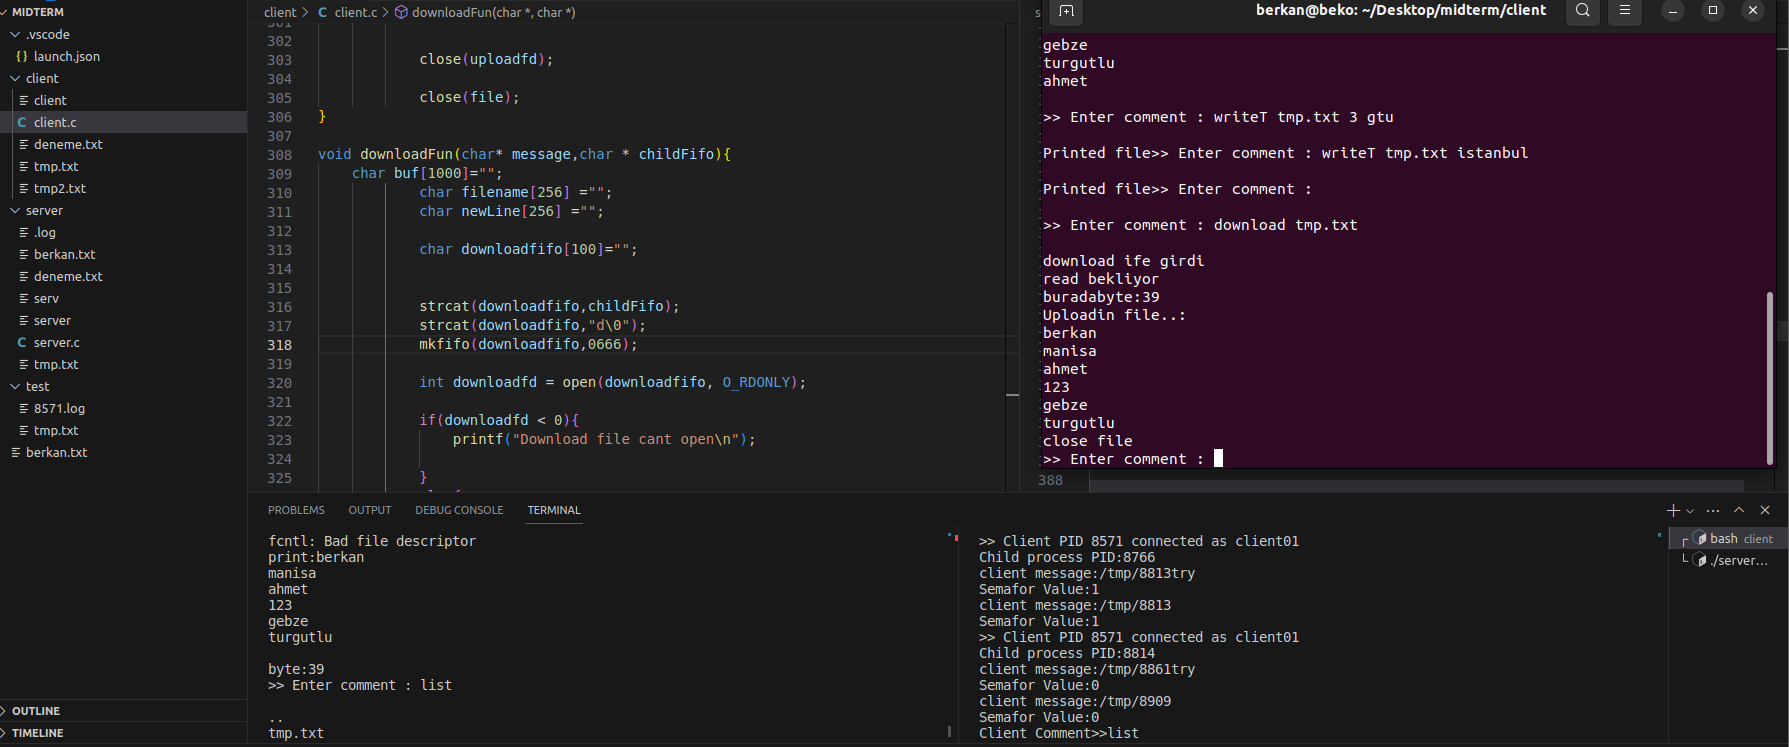 MIDTERM
.vscode
{} launch.json
client
client
C client.c
deneme.txt
tmp.txt
tmp2.txt
server
.log
berkan.txt
deneme.txt
serv
server
C server.c
tmp.txt
test
8571.log
tmp.txt
berkan.txt
OUTLINE
TIMELINE
client > C client.c > downloadFun(char *, char *)
302
303 close(uploadfd);
304
305 close(file);
306 }
307
308 void downloadFun(char* message,char * childFifo){
309 char buf[1000]="";
310 char filename[256] ="";
311 char newLine[256] ="";
312
313 char downloadfifo[100]="";
314
315
316 strcat(downloadfifo,childFifo);
317 strcat(downloadfifo,"d\0");
318 mkfifo(downloadfifo,0666);
319
320 int downloadfd = open(downloadfifo, O_RDONLY);
321
322 if(downloadfd < 0){
323 printf("Download file cant open\n");
324
325 }
berkan@beko: ~/Desktop/midterm/client
gebze
turgutlu
ahmet
>> Enter comment : writeT tmp.txt 3 gtu
Printed file>> Enter comment : writeT tmp.txt istanbul
Printed file>> Enter comment :
>> Enter comment : download tmp.txt
download ife girdi
read bekliyor
buradabyte:39
Uploadin file..:
berkan
manisa
ahmet
123
gebze
turgutlu
close file
>> Enter comment :
388
PROBLEMS OUTPUT DEBUG CONSOLE TERMINAL
fcntl: Bad file descriptor
print:berkan
manisa
ahmet
123
gebze
turgutlu
byte:39
>> Enter comment : list
..
tmp.txt
>> Client PID 8571 connected as client01
Child process PID:8766
client message:/tmp/8813try
Semafor Value:1
client message:/tmp/8813
Semafor Value:1
>> Client PID 8571 connected as client01
Child process PID:8814
client message:/tmp/8861try
Semafor Value:0
client message:/tmp/8909
Semafor Value:0
Client Comment>>list
bash client
./server...